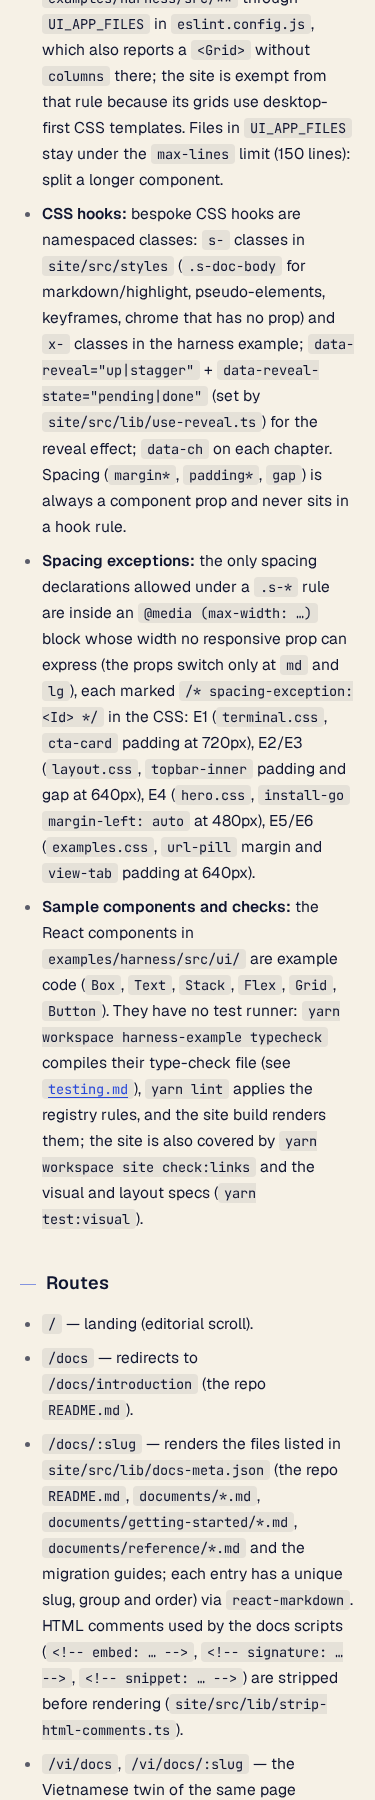 examples/harness/src/** through
UI_APP_FILES in eslint.config.js,
which also reports a <Grid> without
columns there; the site is exempt from
that rule because its grids use desktop-
first CSS templates. Files in UI_APP_FILES
stay under the max-lines limit (150 lines):
split a longer component.
• CSS hooks: bespoke CSS hooks are
namespaced classes: s- classes in
site/src/styles (.s-doc-body for
markdown/highlight, pseudo-elements,
keyframes, chrome that has no prop) and
x- classes in the harness example; data-
reveal="up|stagger" + data-reveal-
state="pending|done" (set by
site/src/lib/use-reveal.ts) for the
reveal effect; data-ch on each chapter.
Spacing (margin*, padding*, gap) is
always a component prop and never sits in
a hook rule.
• Spacing exceptions: the only spacing
declarations allowed under a .s-* rule
are inside an @media (max-width: …)
block whose width no responsive prop can
express (the props switch only at md and
lg), each marked /* spacing-exception:
<Id> */ in the CSS: E1 (terminal.css,
cta-card padding at 720px), E2/E3
(layout.css, topbar-inner padding and
gap at 640px), E4 (hero.css, install-go
margin-left: auto at 480px), E5/E6
(examples.css, url-pill margin and
view-tab padding at 640px).
• Sample components and checks: the
React components in
examples/harness/src/ui/ are example
code (Box, Text, Stack, Flex, Grid,
Button). They have no test runner: yarn
workspace harness-example typecheck
compiles their type-check file (see
testing.md), yarn lint applies the
registry rules, and the site build renders
them; the site is also covered by yarn
workspace site check:links and the
visual and layout specs (yarn
test:visual).
— Routes
• / — landing (editorial scroll).
• /docs — redirects to
/docs/introduction (the repo
README.md).
• /docs/:slug — renders the files listed in
site/src/lib/docs-meta.json (the repo
README.md, documents/*.md,
documents/getting-started/*.md,
documents/reference/*.md and the
migration guides; each entry has a unique
slug, group and order) via react-markdown.
HTML comments used by the docs scripts
(<!-- embed: … -->, <!-- signature: …
-->, <!-- snippet: … -->) are stripped
before rendering (site/src/lib/strip-
html-comments.ts).
• /vi/docs, /vi/docs/:slug — the
Vietnamese twin of the same page